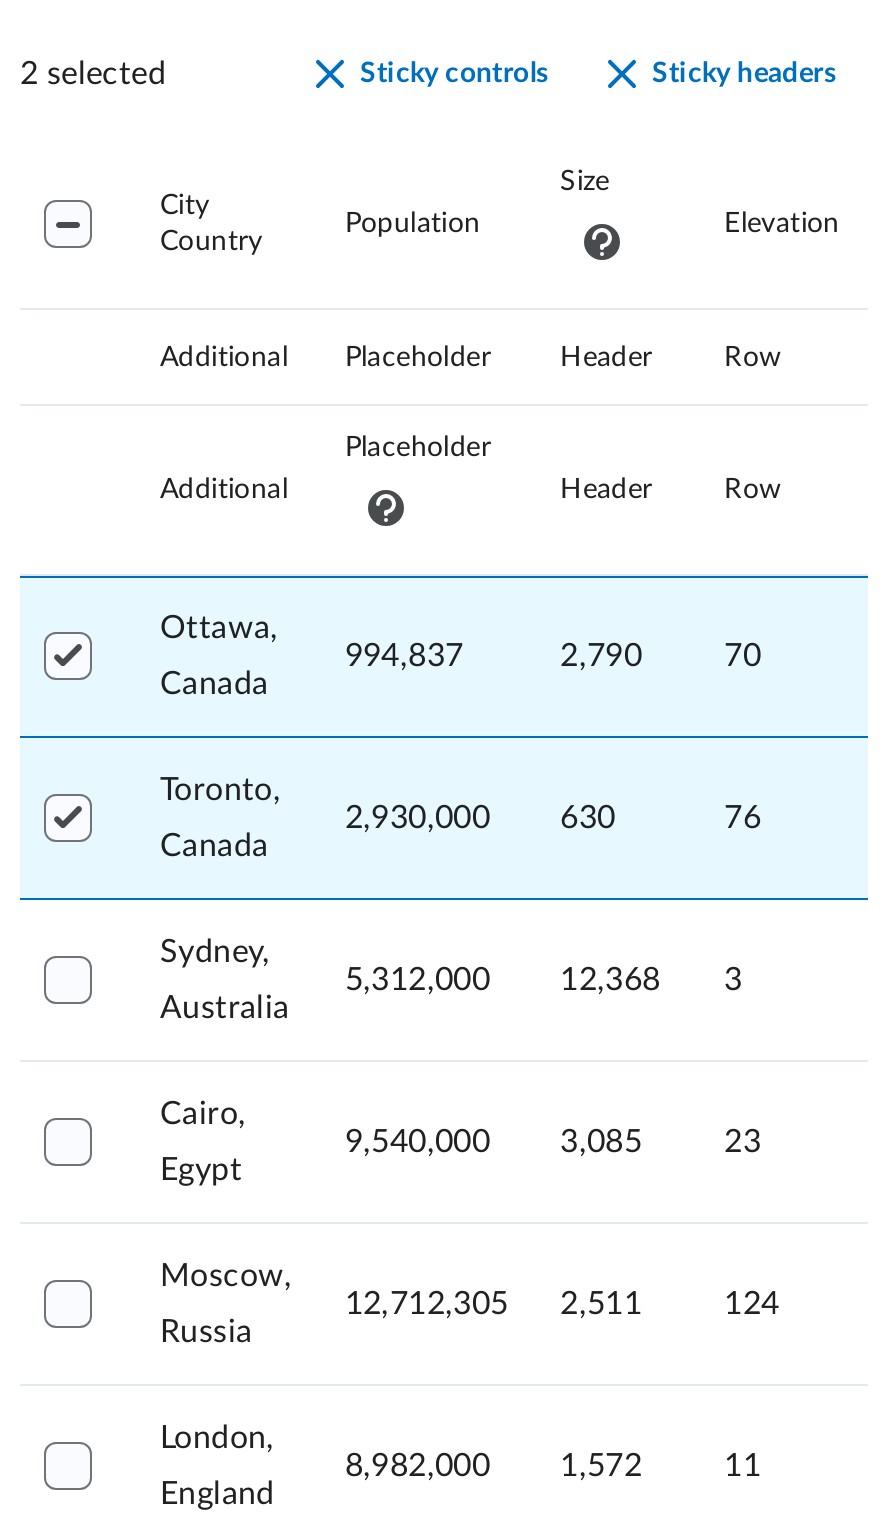 2 selected
Sticky controls
Sticky headers
City
Country
Population
Size
Elevation
Additional
Placeholder
Header
Row
Additional
Placeholder
Header
Row
Ottawa,
Canada
994,837
2,790
70
Toronto,
Canada
2,930,000
630
76
Sydney,
Australia
5,312,000
12,368
3
Cairo,
Egypt
9,540,000
3,085
23
Moscow,
Russia
12,712,305
2,511
124
London,
England
8,982,000
1,572
11